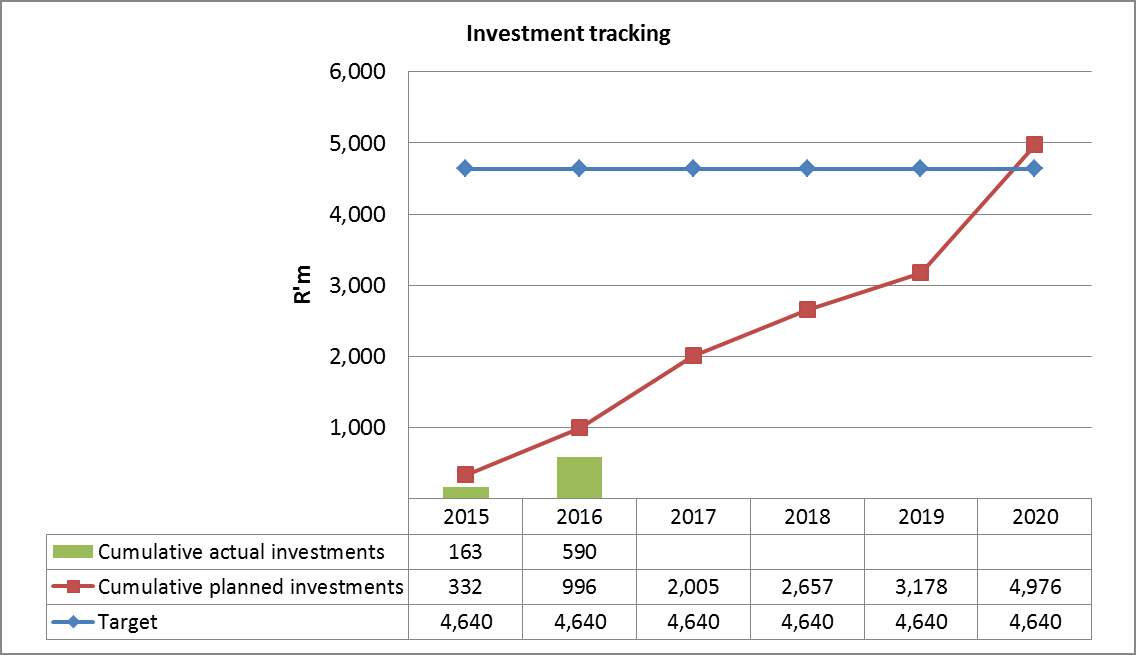 Investment tracking
6,000
5,000
4,000
3,000
2,000
1,000
R'm
2015 2016 2017 2018 2019 2020
Cumulative actual investments 163 590
Cumulative planned investments 332 996 2,005 2,657 3,178 4,976
Target 4,640 4,640 4,640 4,640 4,640 4,640